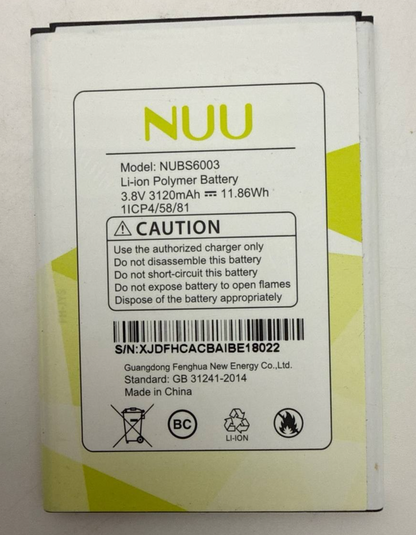 NUU
Model: NUBS6003
Li-ion Polymer Battery
3.8V 3120mAh ⎓ 11.86Wh
1ICP4/58/81
⚠ CAUTION
Use the authorized charger only
Do not disassemble this battery
Do not short-circuit this battery
Do not expose battery to open flames
Dispose of the battery appropriately
S/N:XJDFHCACBAIBE18022
Guangdong Fenghua New Energy Co.,Ltd.
Standard: GB 31241-2014
Made in China
BC
LI-ION